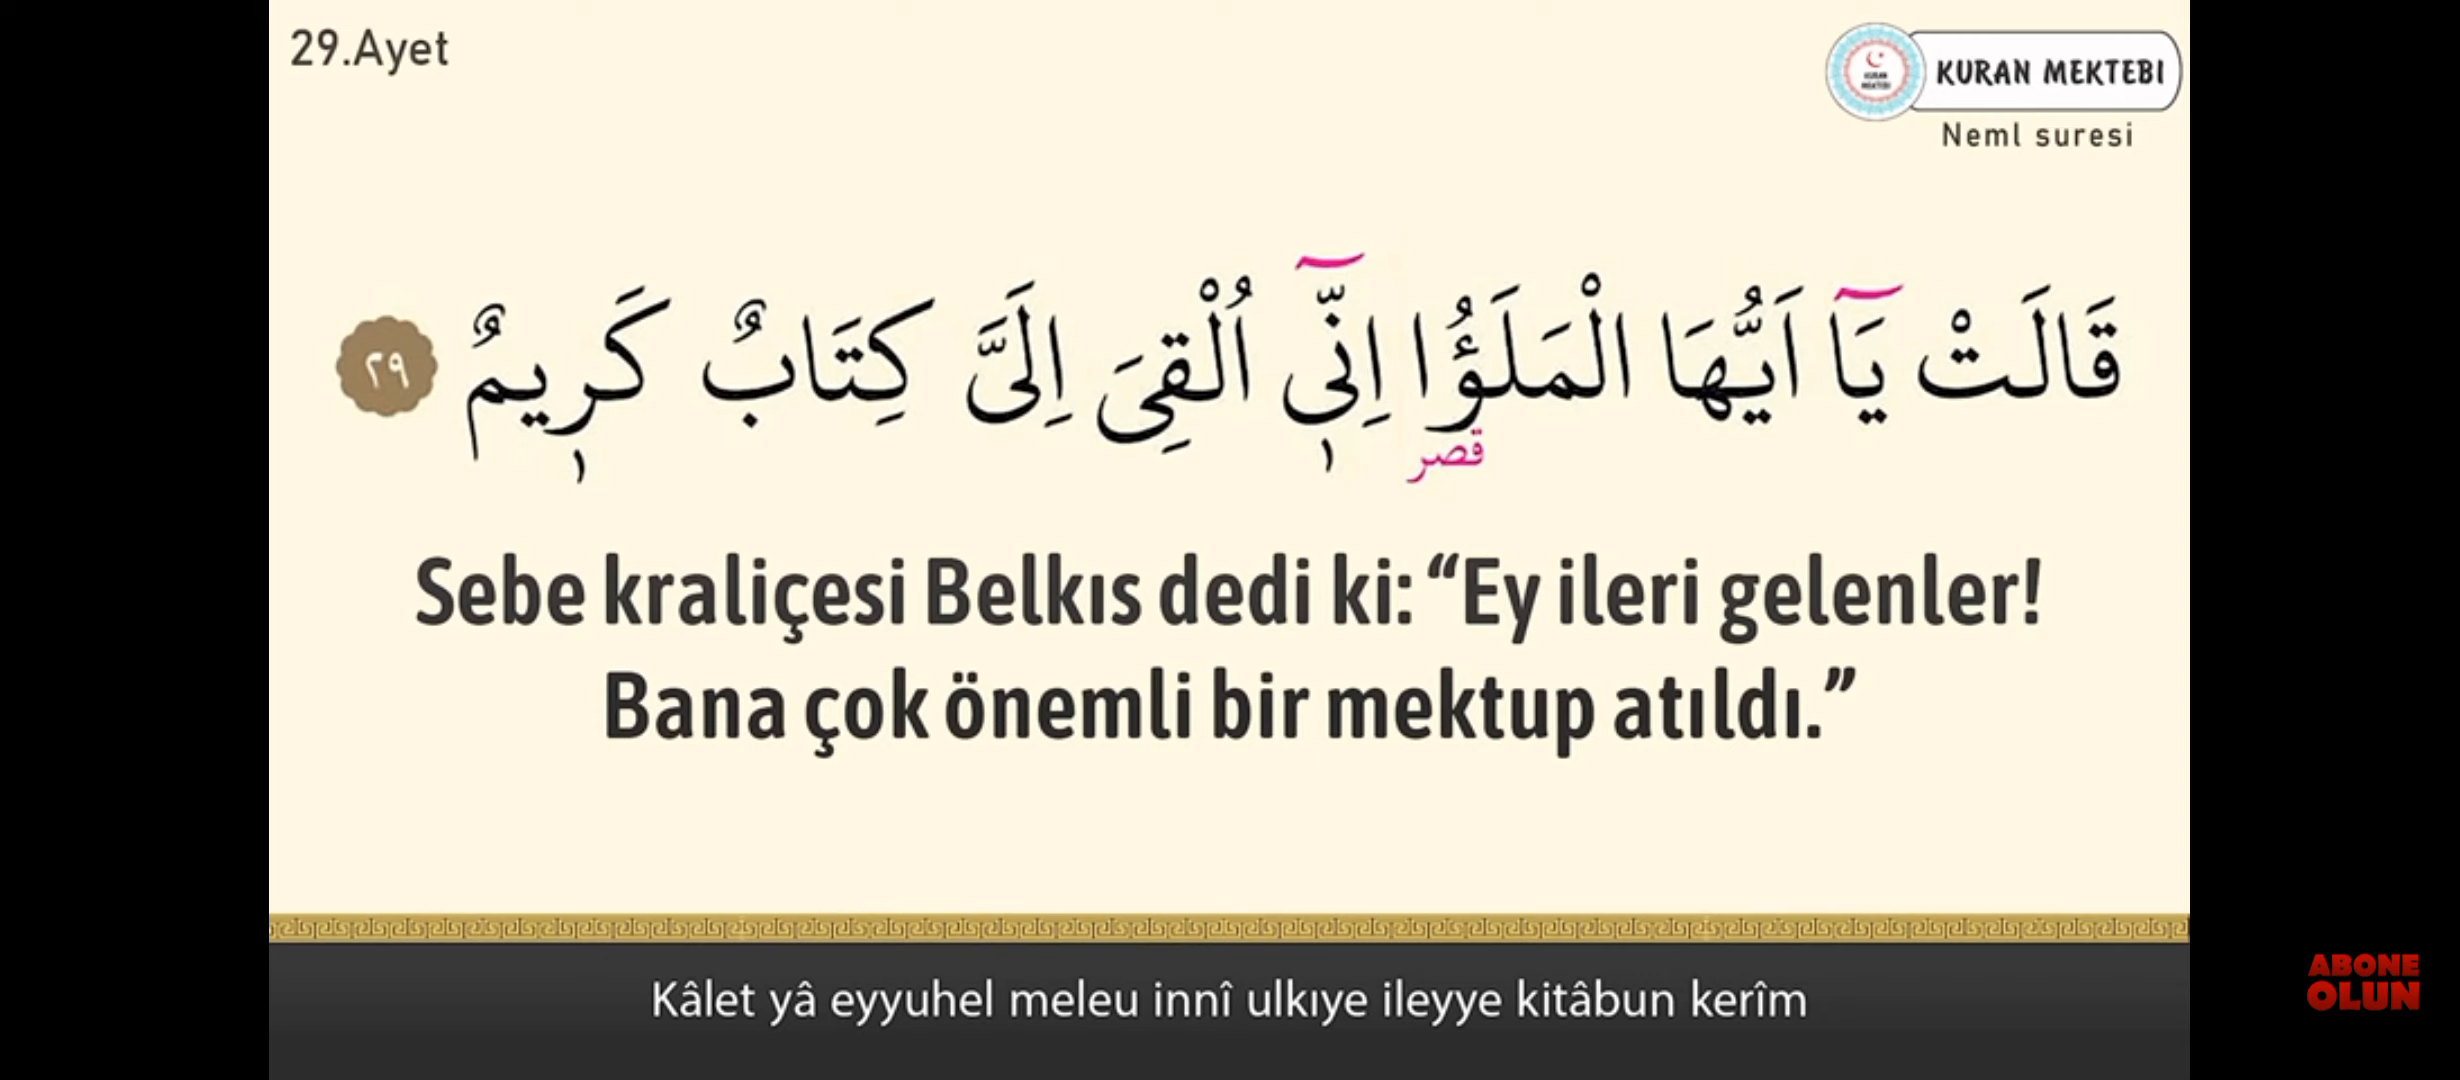 29.Ayet
KURAN MEKTEBI
Neml suresi
قَالَتْ يَٓا اَيُّهَا الْمَلَؤُ۬ا اِنّ۪ٓي اُلْقِيَ اِلَيَّ كِتَابٌ كَر۪يمٌ ٢٩
قصر
Sebe kraliçesi Belkıs dedi ki: “Ey ileri gelenler!
Bana çok önemli bir mektup atıldı.”
Kâlet yâ eyyuhel meleu innî ulkıye ileyye kitâbun kerîm
ABONE
OLUN